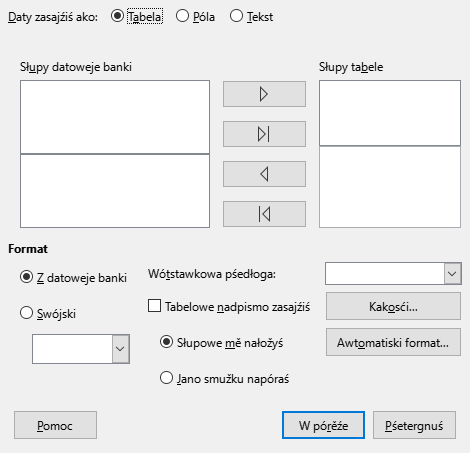 Daty zasajźiś ako: Tabela Póla Tekst
Słupy datoweje banki Słupy tabele
Format
Z datoweje banki Wótstawkowa pśedłoga:
Swójski Tabelowe nadpismo zasajźiś Kakosći...
Słupowe mě nałožyś Awtomatiski format...
Jano smužku napóraś
Pomoc W pórěźe Pśetergnuś